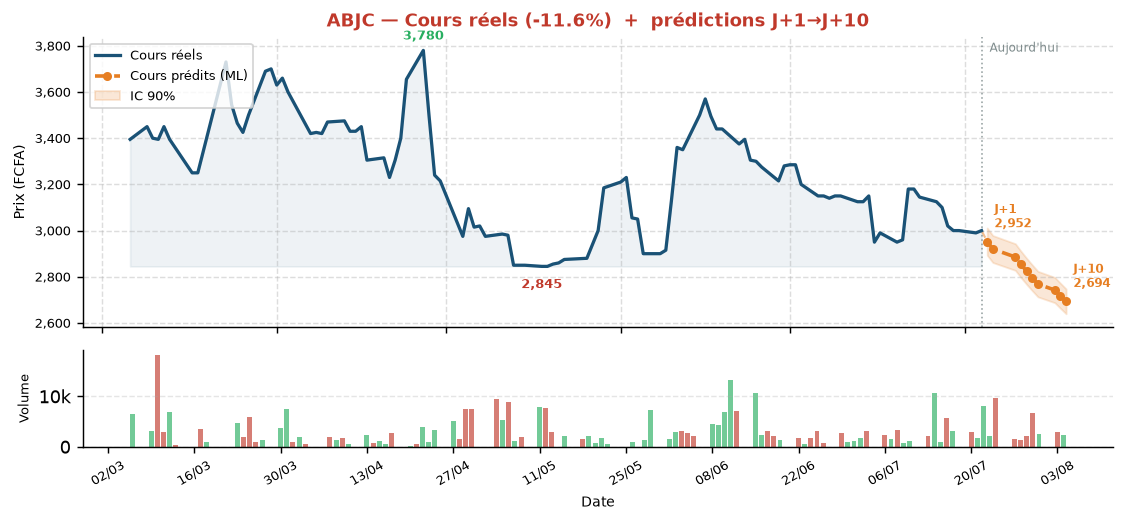 ABJC — Cours réels (-11.6%)  +  prédictions J+1→J+10
3,780
Aujourd'hui
Cours réels
Cours prédits (ML)
IC 90%
Prix (FCFA)
3,800
3,600
3,400
3,200
3,000
2,800
2,600
J+1
2,952
J+10
2,694
2,845
Volume
10k
0
02/03
16/03
30/03
13/04
27/04
11/05
25/05
08/06
22/06
06/07
20/07
03/08
Date